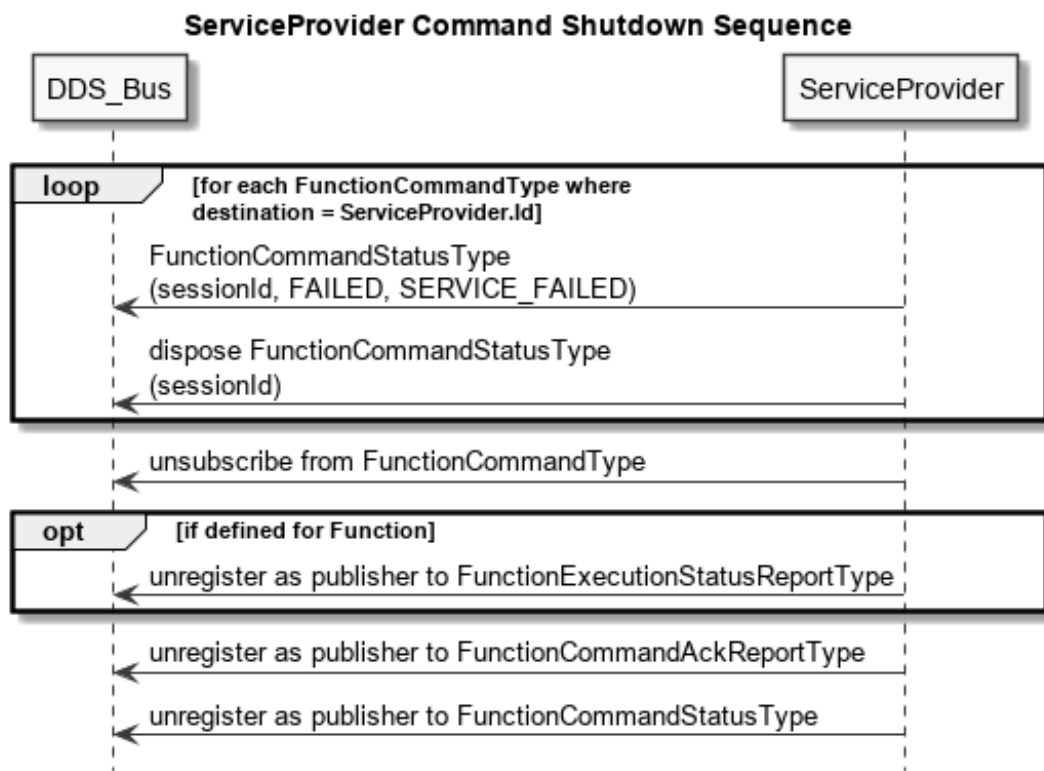 ServiceProvider Command Shutdown Sequence
DDS_Bus
ServiceProvider
loop
[for each FunctionCommandType where
destination = ServiceProvider.Id]
FunctionCommandStatusType
(sessionId, FAILED, SERVICE_FAILED)
dispose FunctionCommandStatusType
(sessionId)
unsubscribe from FunctionCommandType
opt
[if defined for Function]
unregister as publisher to FunctionExecutionStatusReportType
unregister as publisher to FunctionCommandAckReportType
unregister as publisher to FunctionCommandStatusType